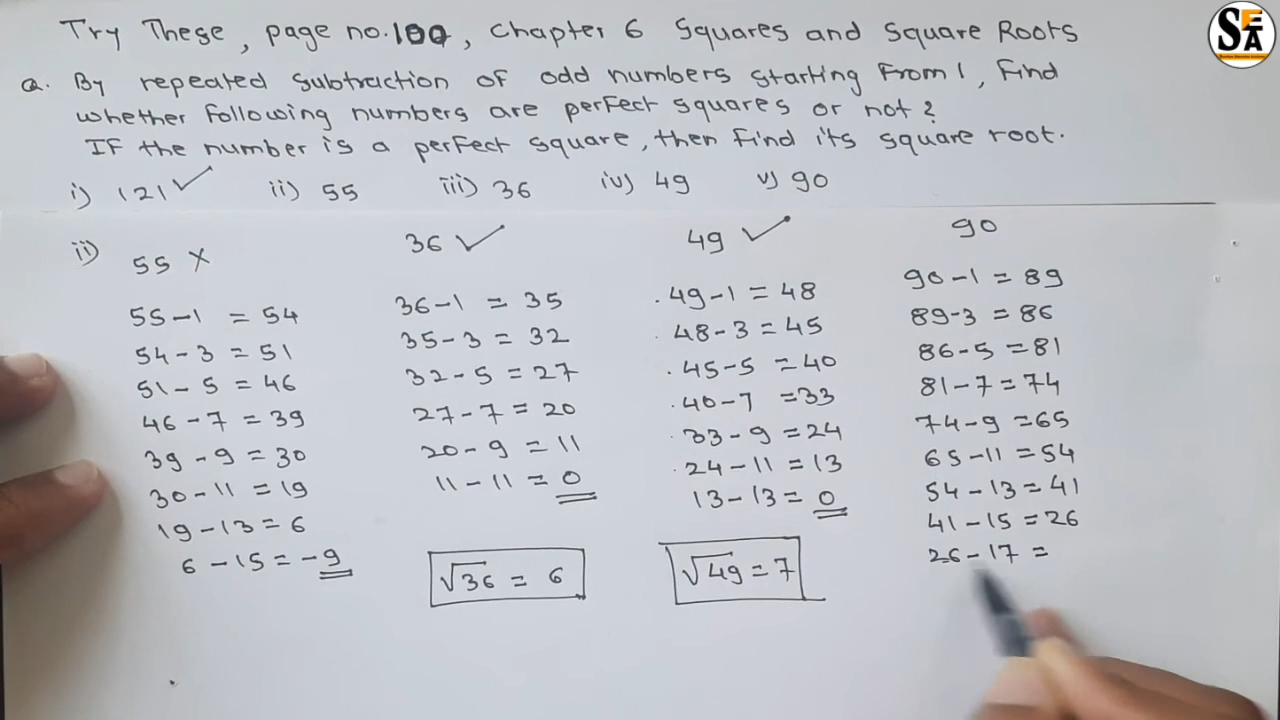 Try These, page no. 100, Chapter 6 Squares and Square Roots
Q. By repeated subtraction of odd numbers starting from 1, Find
whether following numbers are perfect squares or not?
If the number is a perfect square, then find its square root.
i) 121 ✓ ii) 55 iii) 36 iv) 49 v) 90
ii) 55 ×
55-1 = 54
54-3 = 51
51-5 = 46
46-7 = 39
39-9 = 30
30-11 = 19
19-13 = 6
6-15 = -9
36 ✓
36-1 = 35
35-3 = 32
32-5 = 27
27-7 = 20
20-9 = 11
11-11 = 0
√36 = 6
49 ✓
.49-1 = 48
.48-3 = 45
.45-5 = 40
.40-7 = 33
.33-9 = 24
.24-11 = 13
13-13 = 0
√49 = 7
90
90-1 = 89
89-3 = 86
86-5 = 81
81-7 = 74
74-9 = 65
65-11 = 54
54-13 = 41
41-15 = 26
26-17 =
SFEA